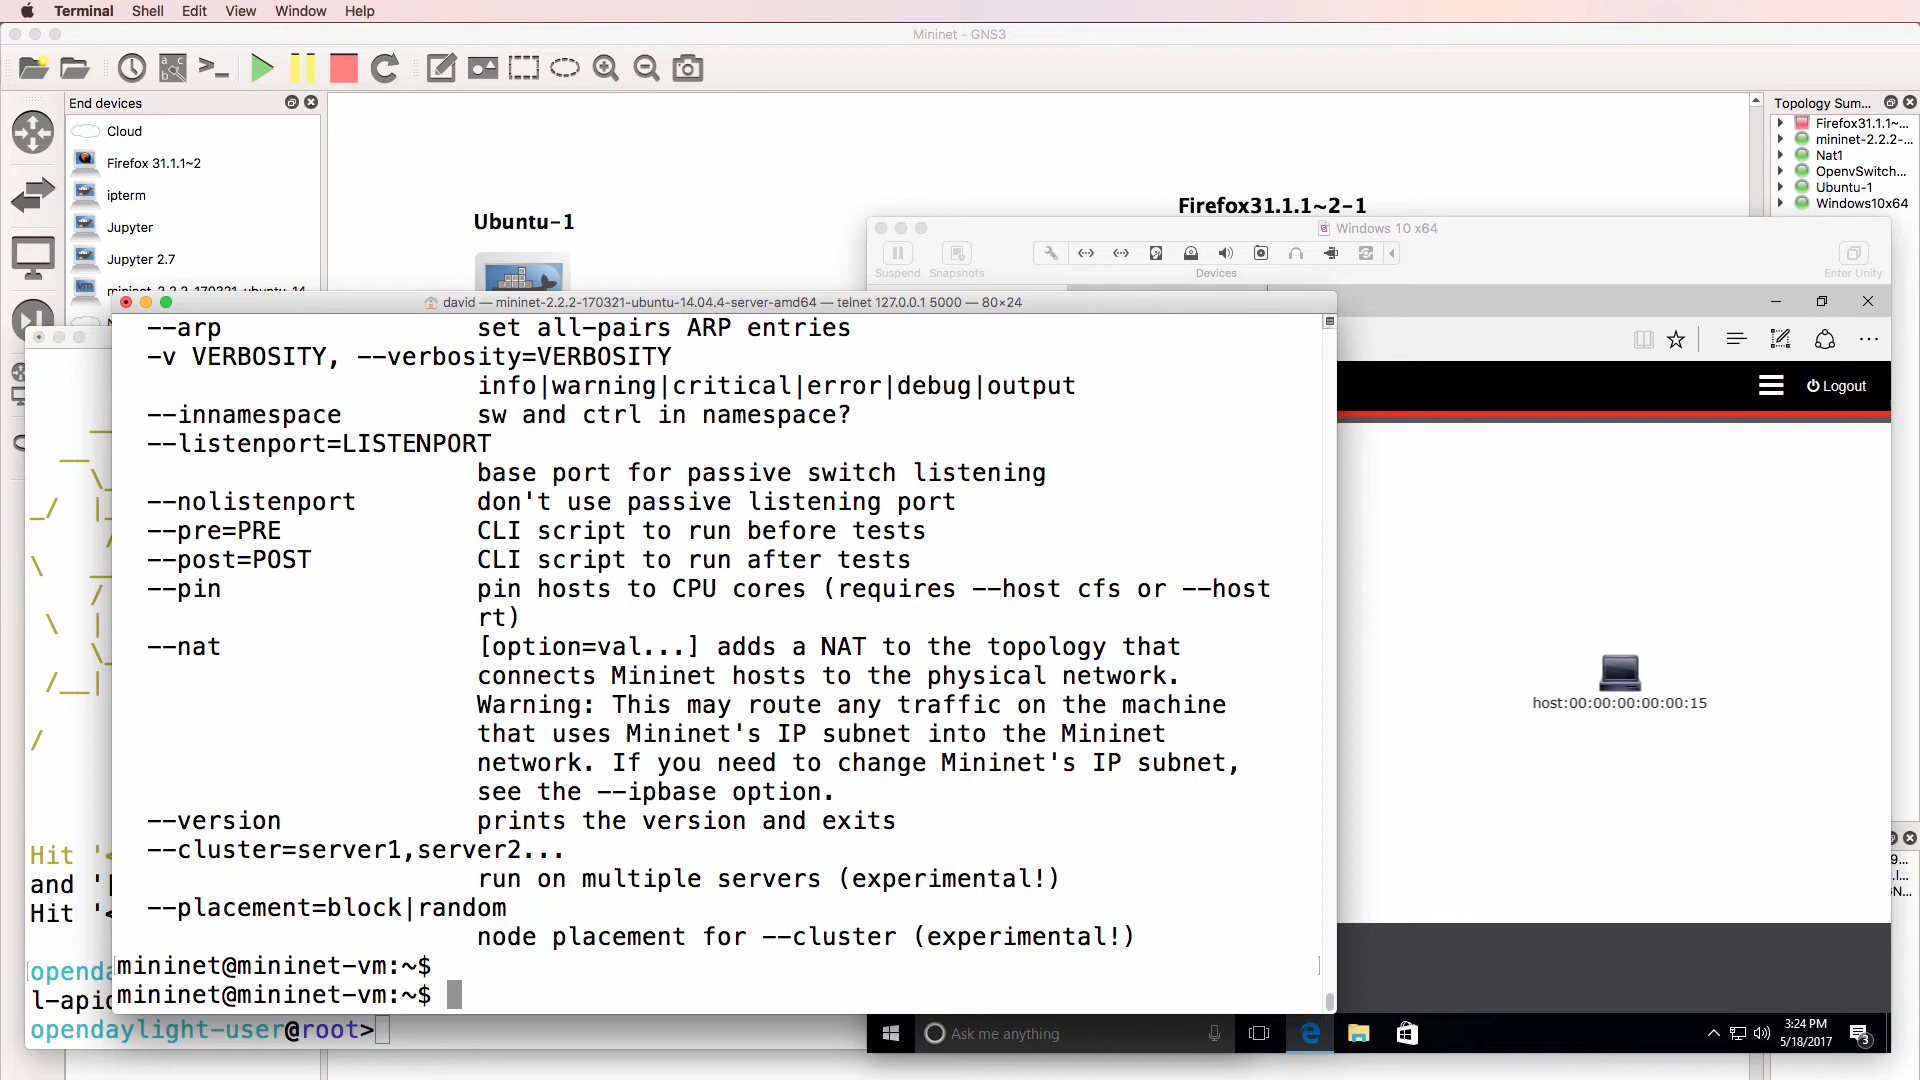 Terminal Shell Edit View Window Help
Mininet - GNS3
End devices
Cloud
Firefox 31.1.1~2
ipterm
Jupyter
Jupyter 2.7
mininet-2.2.2-170321-ubuntu-14
Ubuntu-1
Firefox31.1.1~2-1
Topology Sum...
Firefox31.1.1~...
mininet-2.2.2-...
Nat1
OpenvSwitch...
Ubuntu-1
Windows10x64
Windows 10 x64
Suspend
Snapshots
Devices
Enter Unity
Logout
host:00:00:00:00:00:15
david — mininet-2.2.2-170321-ubuntu-14.04.4-server-amd64 — telnet 127.0.0.1 5000 — 80×24
--arp set all-pairs ARP entries
-v VERBOSITY, --verbosity=VERBOSITY
info|warning|critical|error|debug|output
--innamespace sw and ctrl in namespace?
--listenport=LISTENPORT
base port for passive switch listening
--nolistenport don't use passive listening port
--pre=PRE CLI script to run before tests
--post=POST CLI script to run after tests
--pin pin hosts to CPU cores (requires --host cfs or --host
rt)
--nat [option=val...] adds a NAT to the topology that
connects Mininet hosts to the physical network.
Warning: This may route any traffic on the machine
that uses Mininet's IP subnet into the Mininet
network. If you need to change Mininet's IP subnet,
see the --ipbase option.
--version prints the version and exits
--cluster=server1,server2...
run on multiple servers (experimental!)
--placement=block|random
node placement for --cluster (experimental!)
mininet@mininet-vm:~$
mininet@mininet-vm:~$
Hit '<
and '[
Hit '<
openda
l-apid
opendaylight-user@root>
Ask me anything
3:24 PM
5/18/2017
3